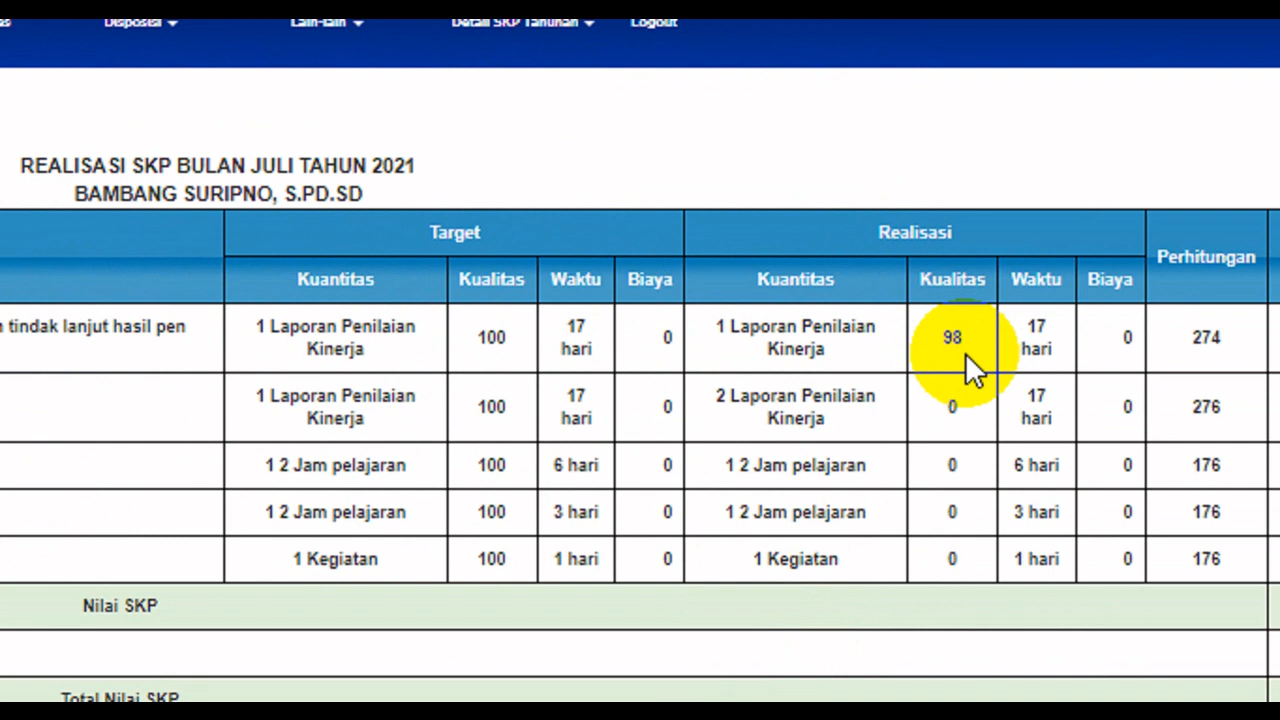 Disposisi Lain-lain Detail SKP Tahunan Logout
REALISASI SKP BULAN JULI TAHUN 2021
BAMBANG SURIPNO, S.PD.SD
Target Realisasi Perhitungan
Kuantitas Kualitas Waktu Biaya Kuantitas Kualitas Waktu Biaya
tindak lanjut hasil pen 1 Laporan Penilaian Kinerja 100 17 hari 0 1 Laporan Penilaian Kinerja 98 17 hari 0 274
1 Laporan Penilaian Kinerja 100 17 hari 0 2 Laporan Penilaian Kinerja 0 17 hari 0 276
1 2 Jam pelajaran 100 6 hari 0 1 2 Jam pelajaran 0 6 hari 0 176
1 2 Jam pelajaran 100 3 hari 0 1 2 Jam pelajaran 0 3 hari 0 176
1 Kegiatan 100 1 hari 0 1 Kegiatan 0 1 hari 0 176
Nilai SKP
Total Nilai SKP